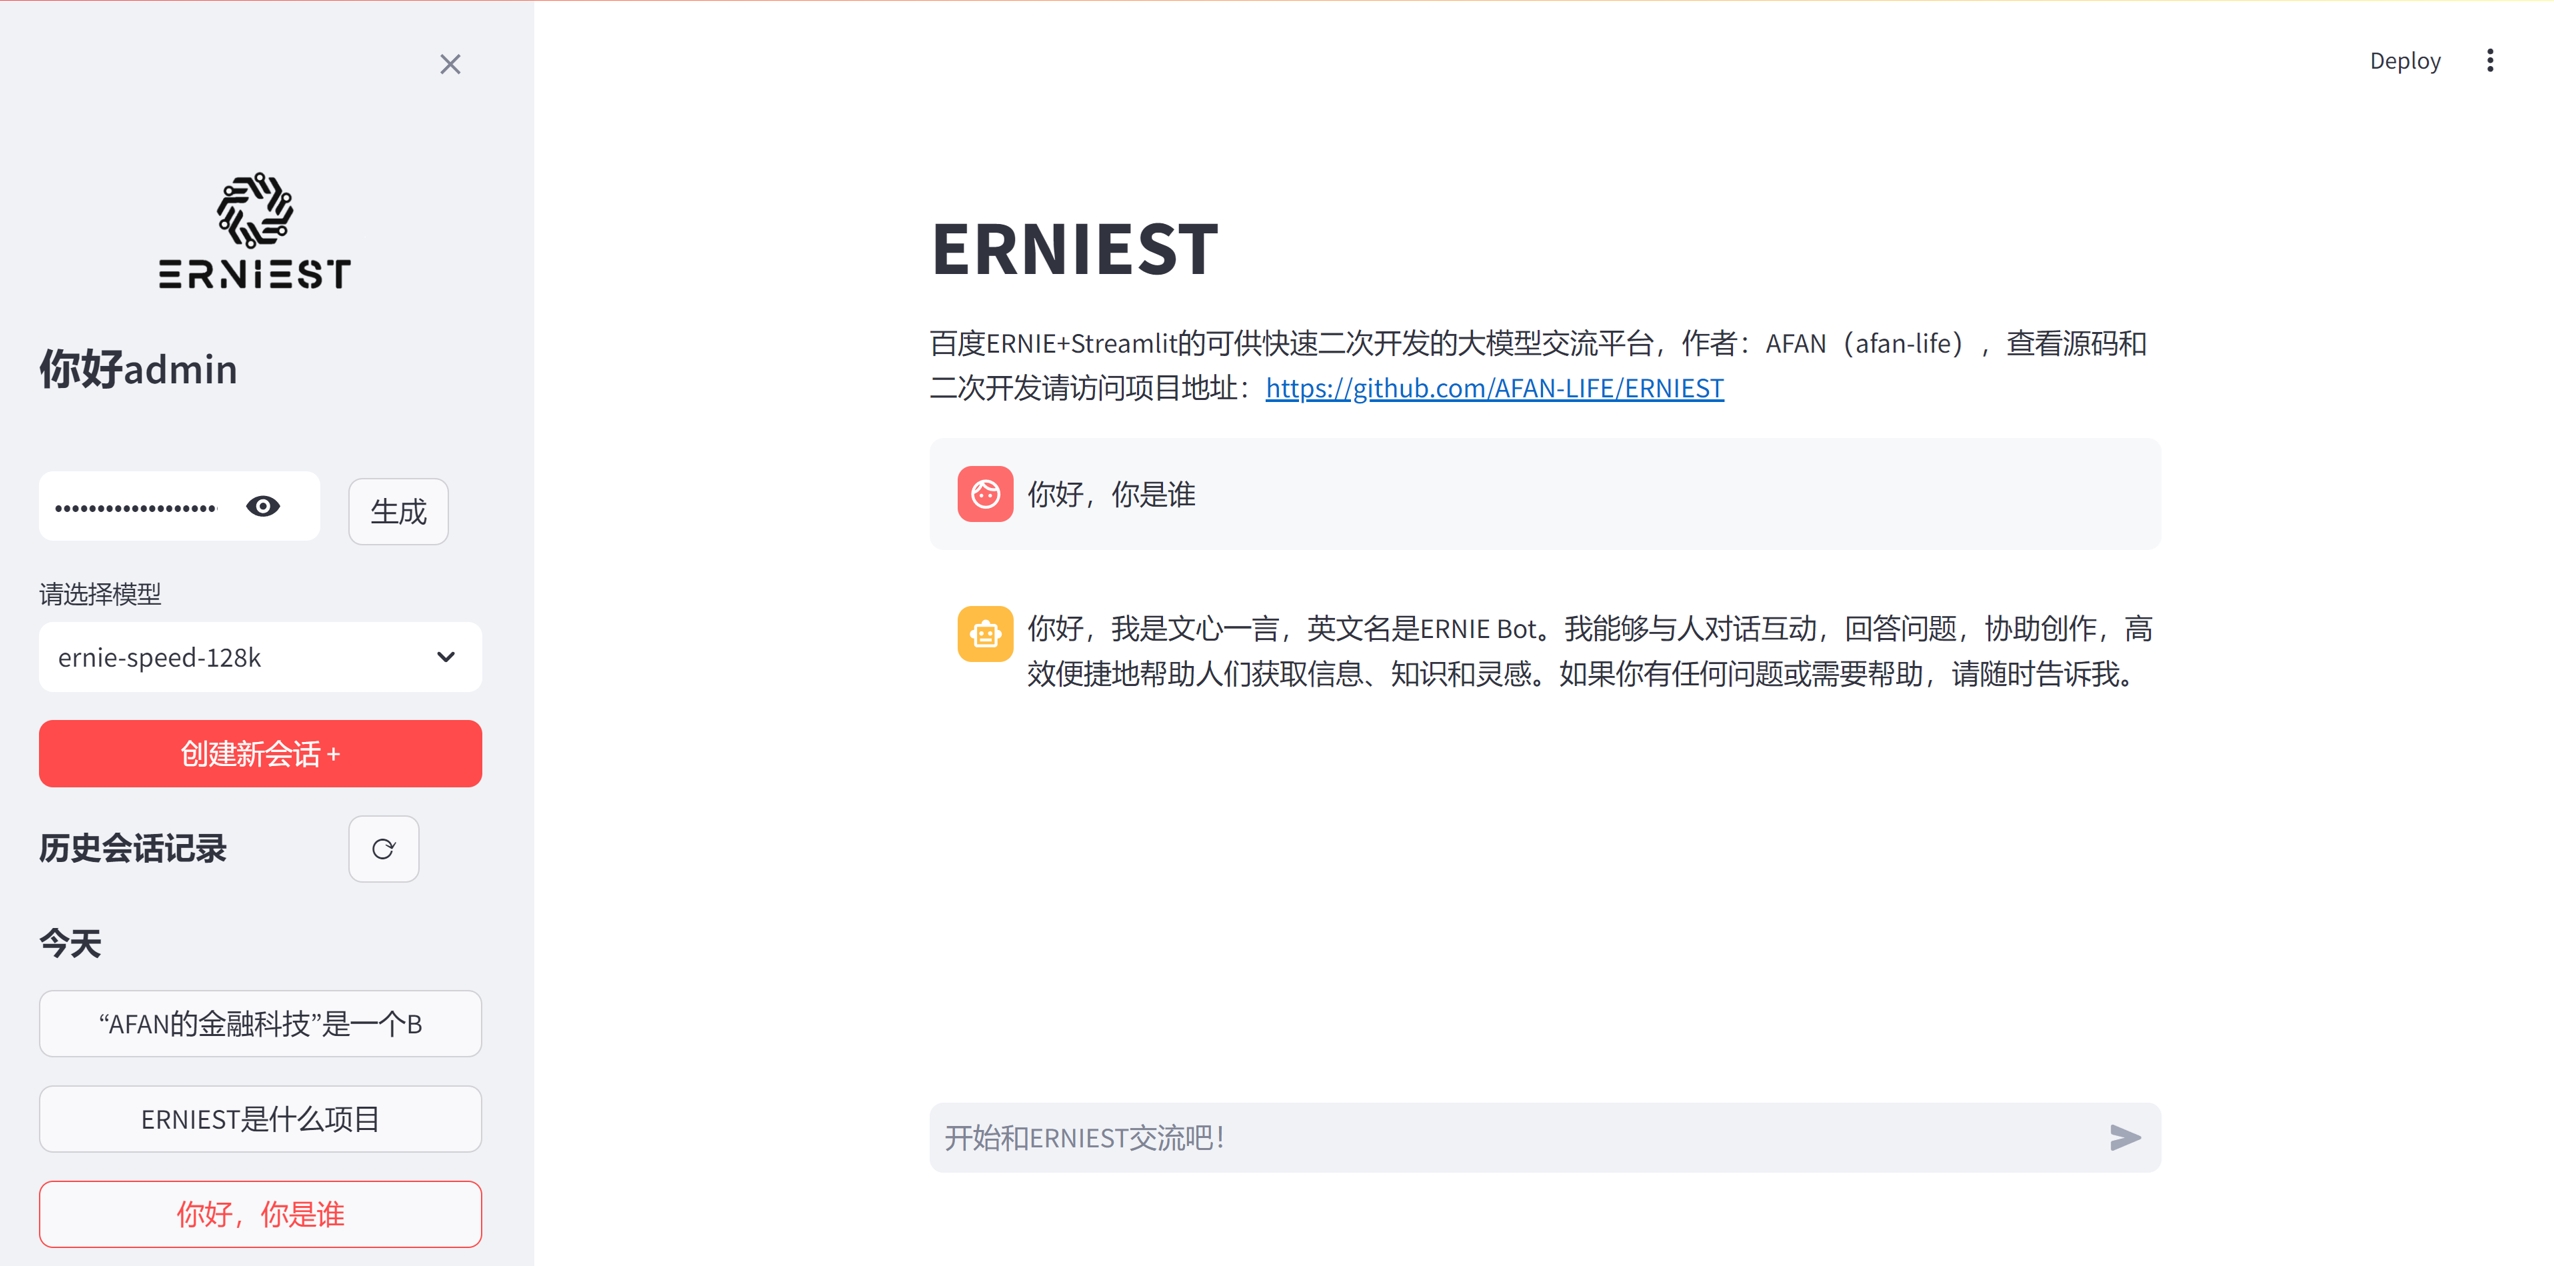 Deploy
ERNIEST
你好admin
••••••••••••••••••••
生成
请选择模型
ernie-speed-128k
创建新会话 +
历史会话记录
今天
“AFAN的金融科技”是一个B
ERNIEST是什么项目
你好，你是谁
ERNIEST
百度ERNIE+Streamlit的可供快速二次开发的大模型交流平台，作者：AFAN（afan-life），查看源码和
二次开发请访问项目地址：https://github.com/AFAN-LIFE/ERNIEST
你好，你是谁
你好，我是文心一言，英文名是ERNIE Bot。我能够与人对话互动，回答问题，协助创作，高
效便捷地帮助人们获取信息、知识和灵感。如果你有任何问题或需要帮助，请随时告诉我。
开始和ERNIEST交流吧！